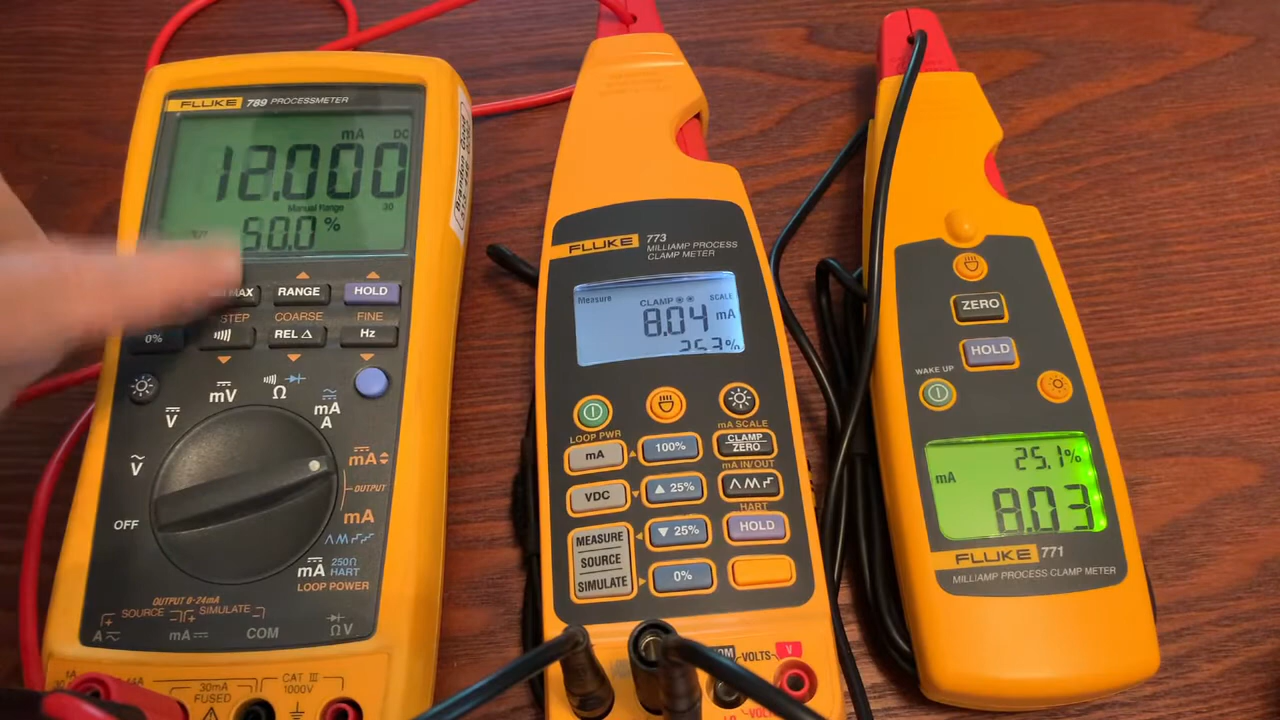 FLUKE 789 PROCESSMETER
mA DC
12.000
Manual Range 30
50.0 %
MAX RANGE HOLD
STEP COARSE FINE
0% REL Δ Hz
mV
Ω
mA
A
V
V
mA
OUTPUT
OFF
mA
mA 250Ω
HART
LOOP POWER
OUTPUT 0-24mA
SOURCE SIMULATE
A mA COM Ω V
30mA
FUSED
CAT III
1000V
FLUKE 773
MILLIAMP PROCESS
CLAMP METER
Measure CLAMP SCALE
8.04 mA
25.3%
mA SCALE
LOOP PWR
mA 100% CLAMP
ZERO
mA IN/OUT
VDC ▲ 25%
HART
MEASURE
SOURCE
SIMULATE
▼ 25% HOLD
0%
VOLTS V
ZERO
HOLD
WAKE UP
25.1%
mA
8.03
FLUKE 771
MILLIAMP PROCESS CLAMP METER